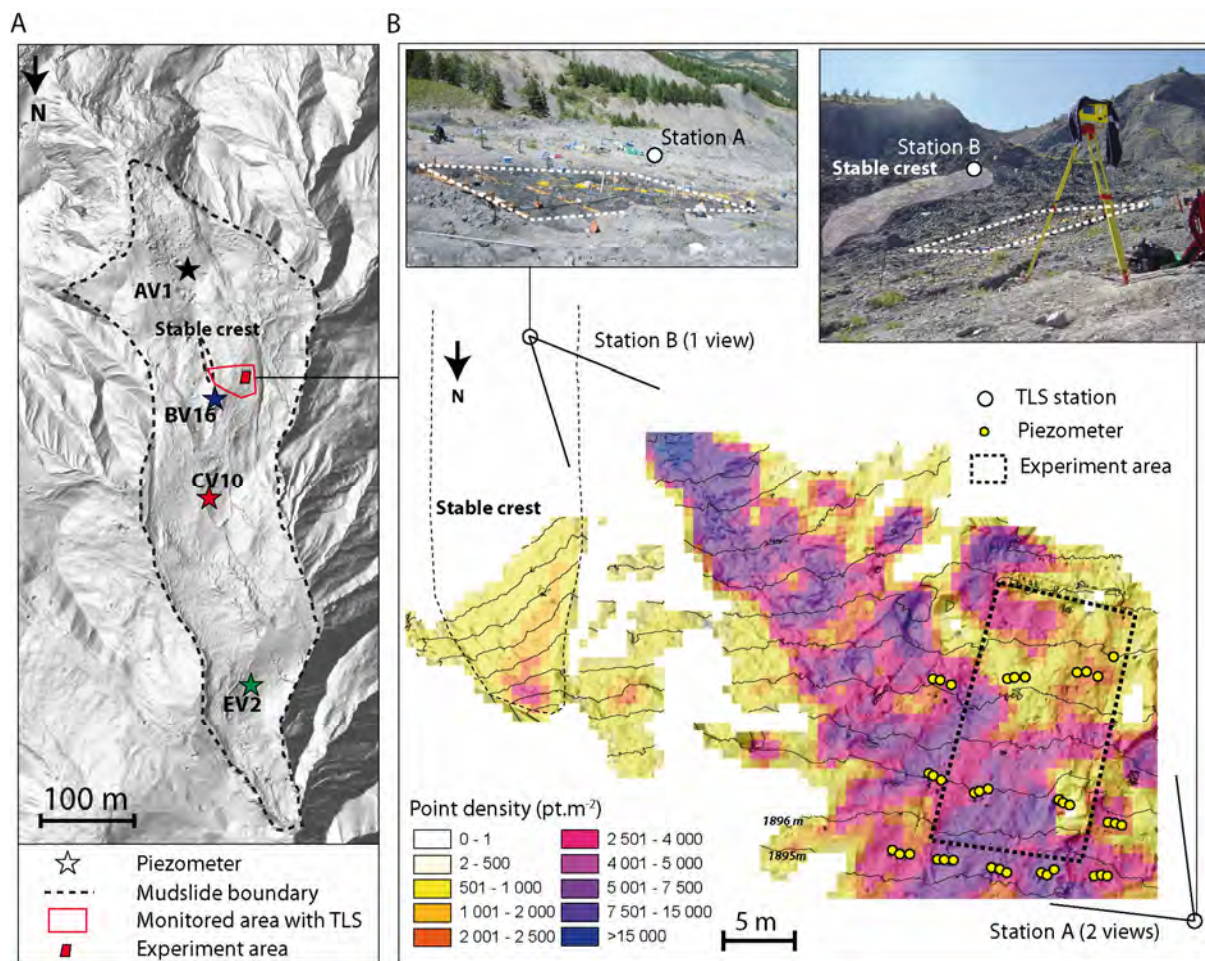 A
N
AV1
Stable crest
BV16
CV10
EV2
100 m
Piezometer
Mudslide boundary
Monitored area with TLS
Experiment area
B
Station A
Station B
Stable crest
Station B (1 view)
N
TLS station
Piezometer
Experiment area
Stable crest
Point density (pt.m⁻²)
0 - 1
2 - 500
501 - 1 000
1 001 - 2 000
2 001 - 2 500
2 501 - 4 000
4 001 - 5 000
5 001 - 7 500
7 501 - 15 000
>15 000
1896 m
1895m
5 m
Station A (2 views)